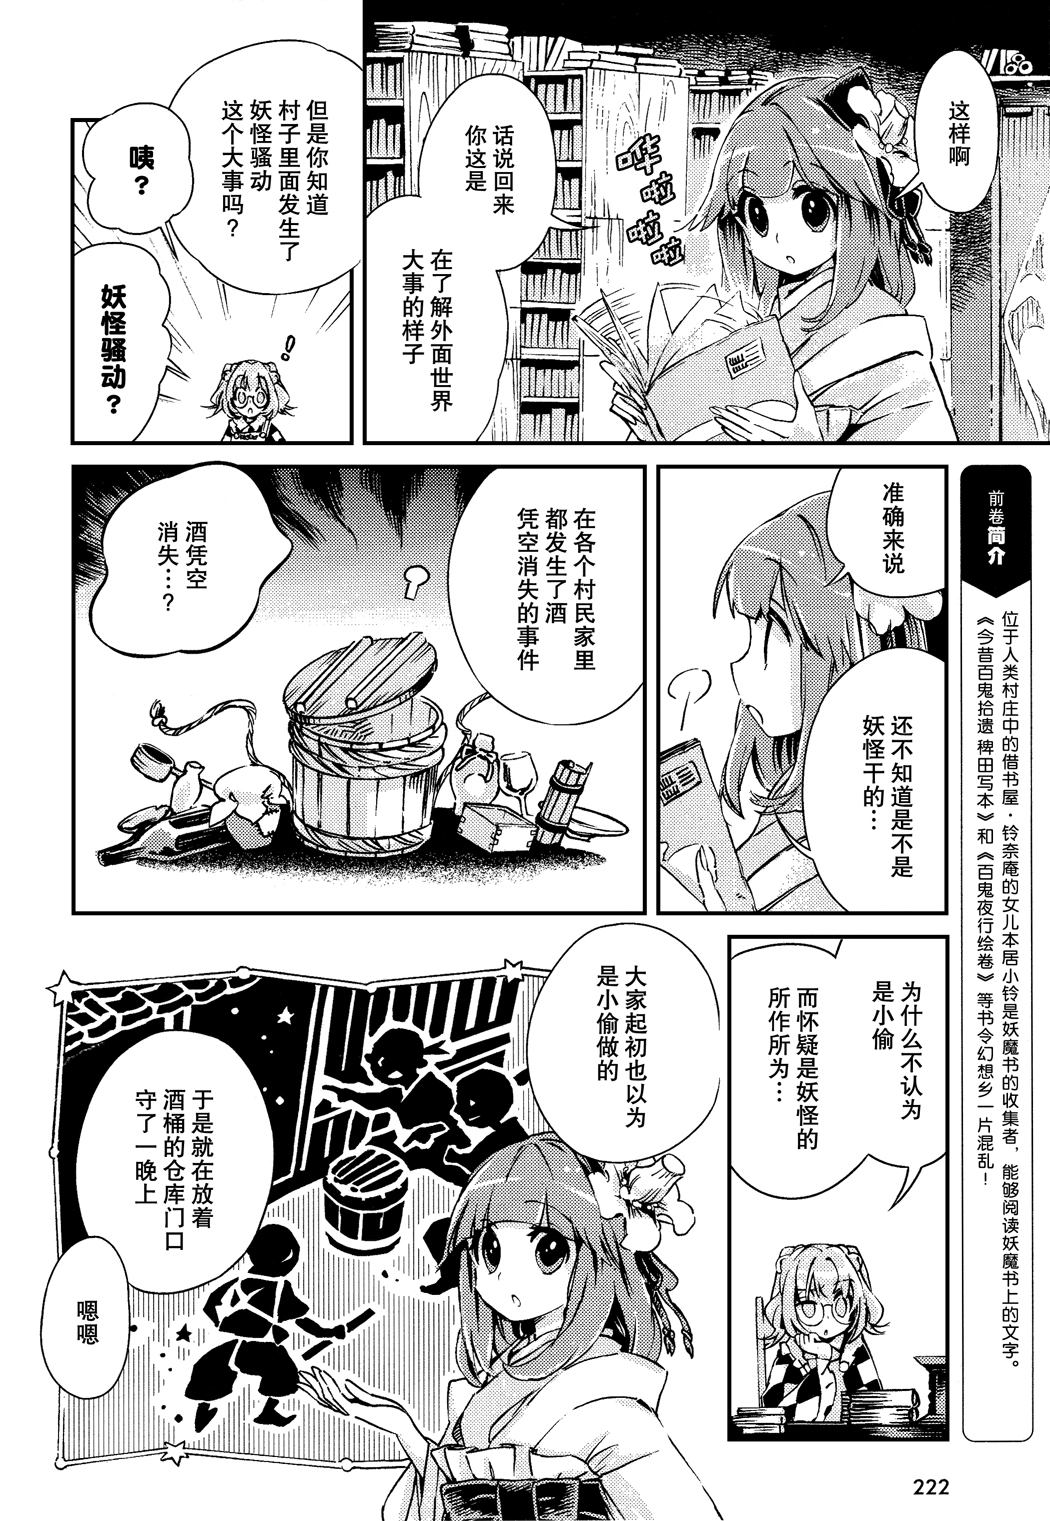 这样啊
话说回来
你这是
哗啦啦啦
在了解外面世界
大事的样子
但是你知道
村子里面发生了
妖怪骚动
这个大事吗？
咦？
妖怪骚动？
！
前卷简介
位于人类村庄中的借书屋·铃奈庵的女儿本居小铃是妖魔书的收集者，能够阅读妖魔书上的文字。
《今昔百鬼拾遗 稗田写本》和《百鬼夜行绘卷》等书令幻想乡一片混乱！
准确来说
还不知道是不是
妖怪干的…
在各个村民家里
都发生了酒
凭空消失的事件
酒凭空
消失…？
为什么不认为
是小偷
而怀疑是妖怪的
所作所为…
大家起初也以为
是小偷做的
于是就在放着
酒桶的仓库门口
守了一晚上
嗯嗯
222